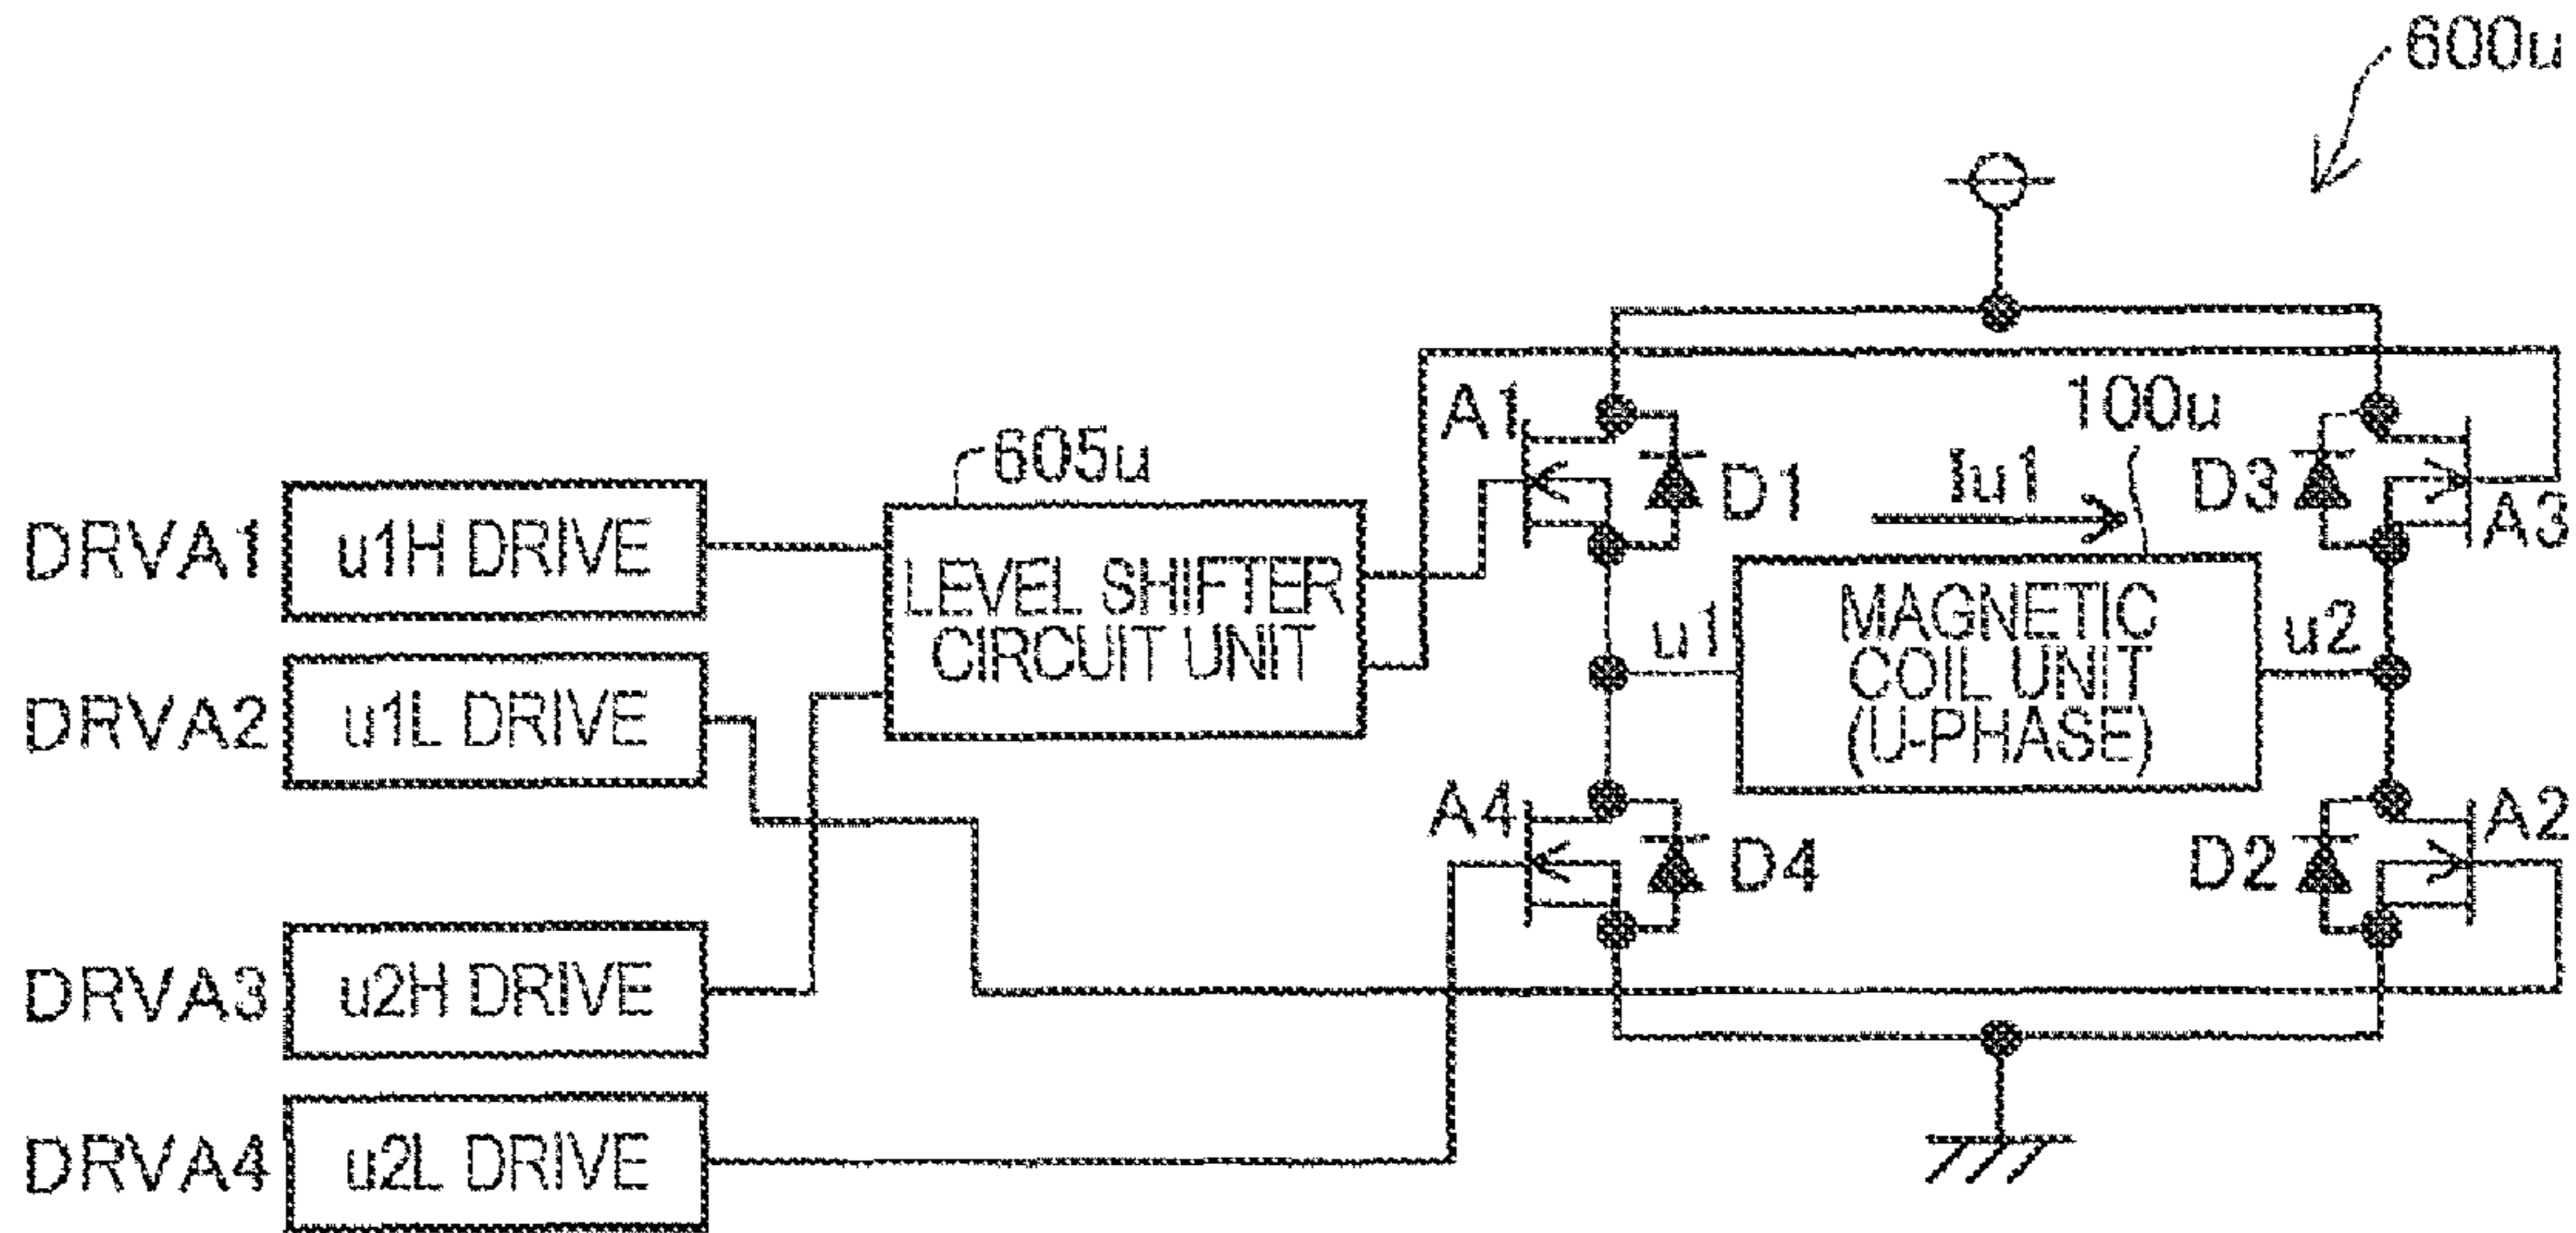 600u
A1
100u
605u
Iu1
D1
D3
A3
DRVA1
u1H DRIVE
LEVEL SHIFTER
CIRCUIT UNIT
u1
MAGNETIC
COIL UNIT
(U-PHASE)
u2
DRVA2
u1L DRIVE
A4
D4
D2
A2
DRVA3
u2H DRIVE
DRVA4
u2L DRIVE